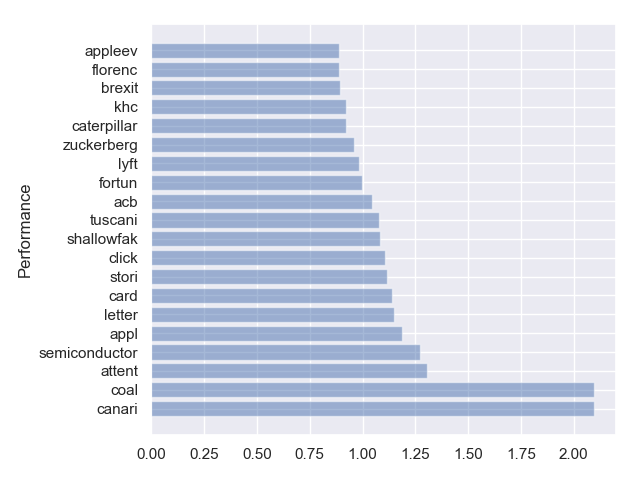 appleev
florenc
brexit
khc
caterpillar
zuckerberg
lyft
fortun
acb
tuscani
shallowfak
click
stori
card
letter
appl
semiconductor
attent
coal
canari
Performance
0.00 0.25 0.50 0.75 1.00 1.25 1.50 1.75 2.00